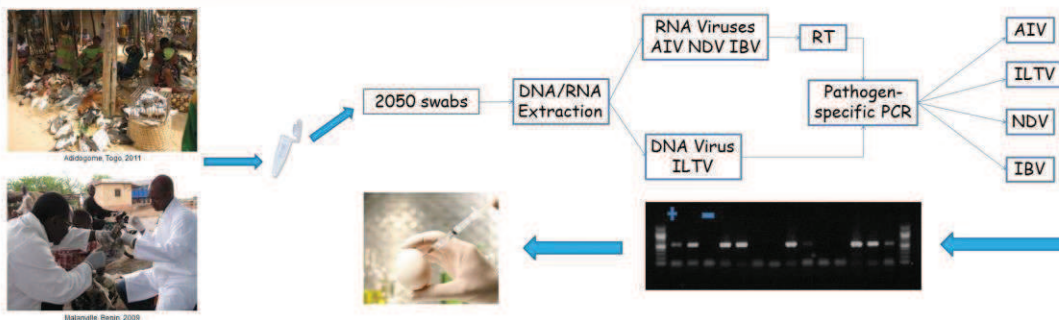 Adidogome, Togo, 2011
Malanville, Benin, 2009
2050 swabs
DNA/RNA
Extraction
RNA Viruses
AIV NDV IBV
RT
DNA Virus
ILTV
Pathogen-
specific PCR
AIV
ILTV
NDV
IBV
+
-